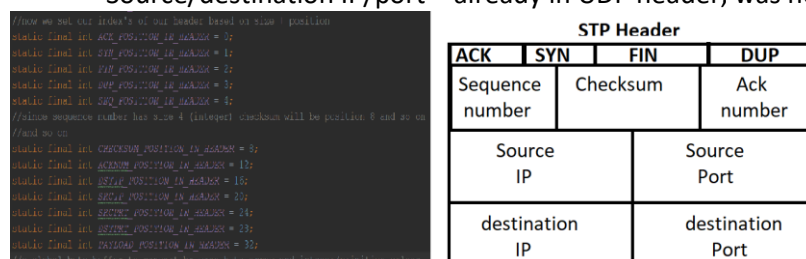 Source/destination IP/port – already in UDP header, was
//now we set our index's of our header based on size + position
static final int ACK_POSITION_IN_HEADER = 0;
static final int SYN_POSITION_IN_HEADER = 1;
static final int FIN_POSITION_IN_HEADER = 2;
static final int DUP_POSITION_IN_HEADER = 3;
static final int SEQ_POSITION_IN_HEADER = 4;
//since sequence number has size 4 (integer) checksum will be position 8 and so on
//and so on
static final int CHECKSUM_POSITION_IN_HEADER = 8;
static final int ACKNUM_POSITION_IN_HEADER = 12;
static final int DSTIP_POSITION_IN_HEADER = 16;
static final int SRCIP_POSITION_IN_HEADER = 20;
static final int SRCPRT_POSITION_IN_HEADER = 24;
static final int DSTPRT_POSITION_IN_HEADER = 28;
static final int PAYLOAD_POSITION_IN_HEADER = 32;
STP Header
ACK SYN FIN DUP
Sequence number
Checksum
Ack number
Source IP
Source Port
destination IP
destination Port